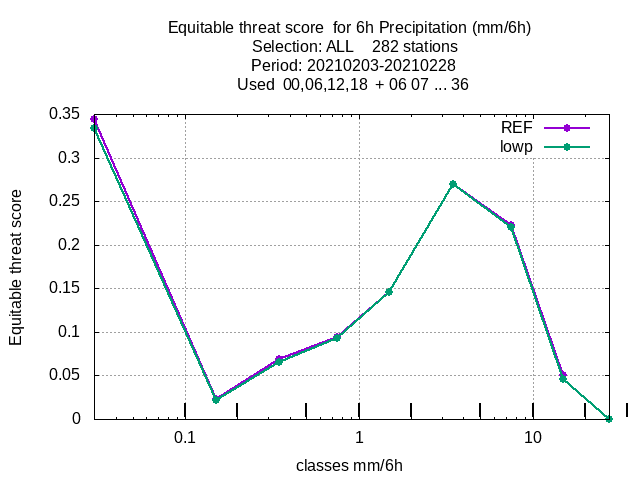 Equitable threat score  for 6h Precipitation (mm/6h)
Selection: ALL    282 stations
Period: 20210203-20210228
Used  00,06,12,18  + 06 07 ... 36
0.35
0.3
0.25
0.2
0.15
0.1
0.05
0
Equitable threat score
REF
lowp
0.1
1
10
classes mm/6h